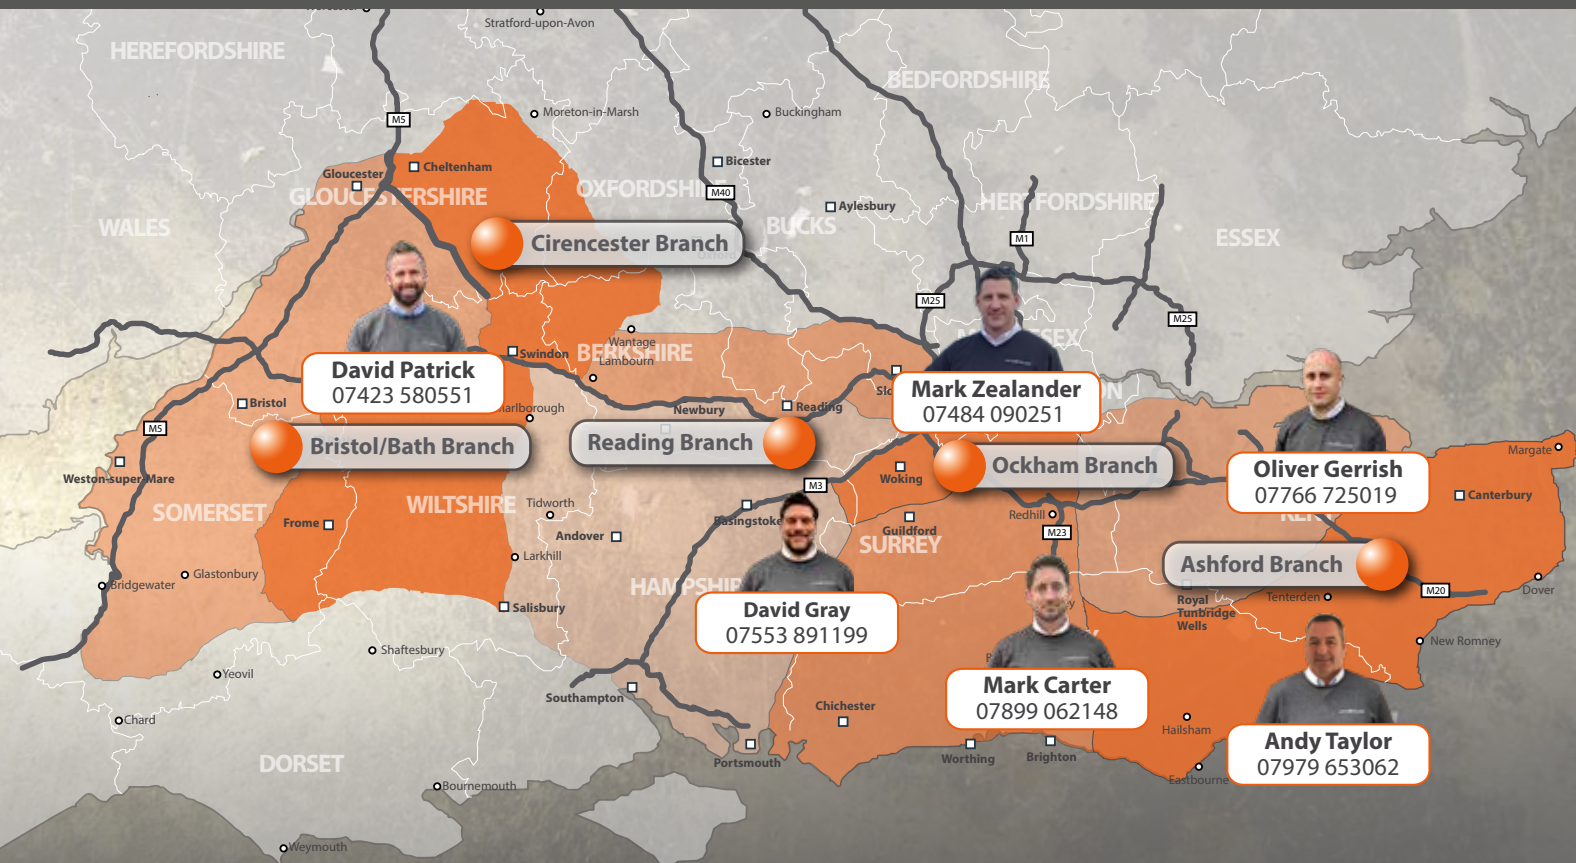 Stratford-upon-Avon
HEREFORDSHIRE
BEDFORDSHIRE
M5
Moreton-in-Marsh
Buckingham
Bicester
Cheltenham
Gloucester
GLOUCESTERSHIRE
OXFORDSHIRE
M40
HERTFORDSHIRE
Aylesbury
WALES
BUCKS
ESSEX
M1
Cirencester Branch
M25
M25
Wantage
Swindon
BERKSHIRE
Lambourn
David Patrick
07423 580551
Mark Zealander
07484 090251
Bristol
Newbury
Reading
M5
Bristol/Bath Branch
Reading Branch
Ockham Branch
Margate
Oliver Gerrish
07766 725019
Weston-super-Mare
Woking
M3
Canterbury
SOMERSET
WILTSHIRE
Tidworth
Frome
Basingstoke
Guildford
Redhill
KENT
Andover
M23
SURREY
Larkhill
Ashford Branch
Glastonbury
Bridgewater
HAMPSHIRE
M20
Dover
Royal
Tunbridge
Wells
Tenterden
Salisbury
David Gray
07553 891199
New Romney
Shaftesbury
Yeovil
Mark Carter
07899 062148
Southampton
Chichester
Chard
Hailsham
Andy Taylor
07979 653062
DORSET
Portsmouth
Worthing
Brighton
Eastbourne
Bournemouth
Weymouth